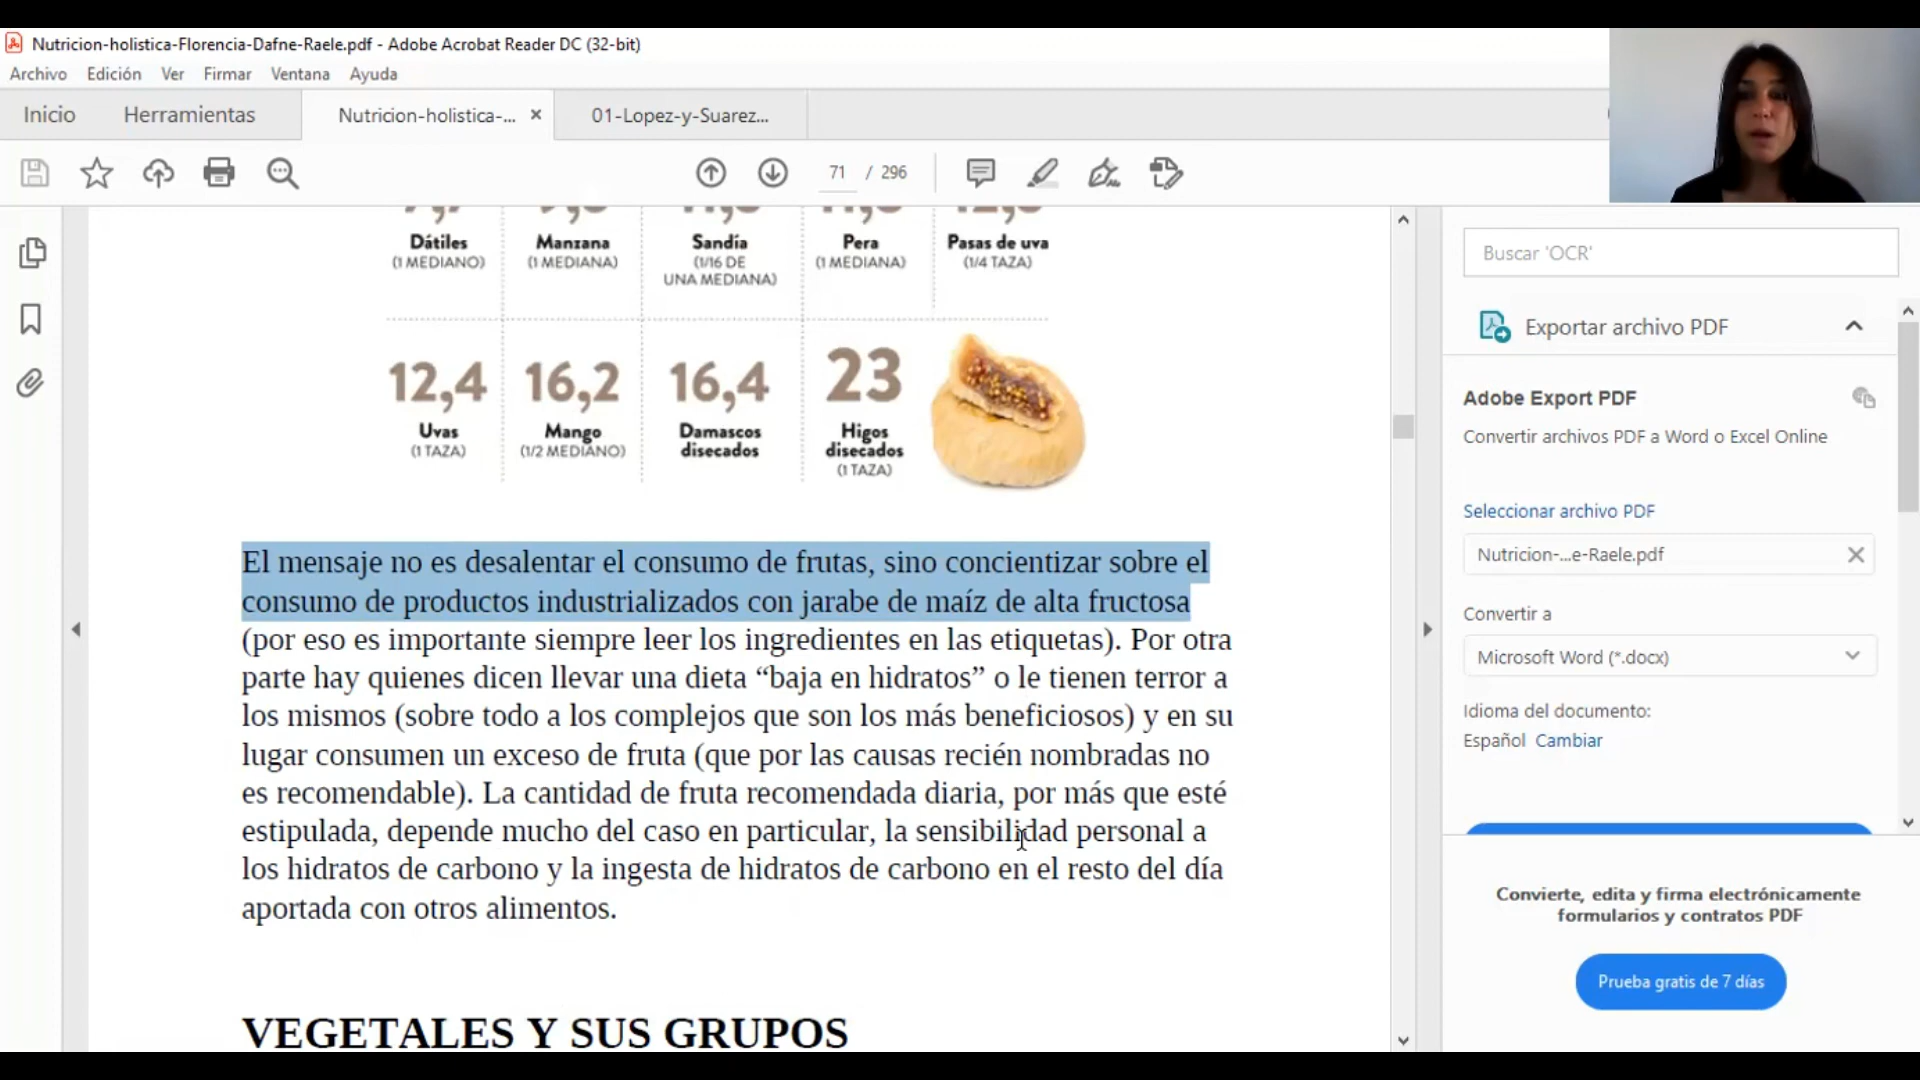 Nutricion-holistica-Florencia-Dafne-Raele.pdf - Adobe Acrobat Reader DC (32-bit)
Archivo Edición Ver Firmar Ventana Ayuda
Inicio Herramientas Nutricion-holistica-... × 01-Lopez-y-Suarez...
71 / 296
Dátiles Manzana Sandía Pera Pasas de uva
(1 MEDIANO) (1 MEDIANA) (1/16 DE (1 MEDIANA) (1/4 TAZA)
UNA MEDIANA)
12,4 16,2 16,4 23
Uvas Mango Damascos Higos
(1 TAZA) (1/2 MEDIANO) disecados disecados
(1 TAZA)
El mensaje no es desalentar el consumo de frutas, sino concientizar sobre el
consumo de productos industrializados con jarabe de maíz de alta fructosa
(por eso es importante siempre leer los ingredientes en las etiquetas). Por otra
parte hay quienes dicen llevar una dieta “baja en hidratos” o le tienen terror a
los mismos (sobre todo a los complejos que son los más beneficiosos) y en su
lugar consumen un exceso de fruta (que por las causas recién nombradas no
es recomendable). La cantidad de fruta recomendada diaria, por más que esté
estipulada, depende mucho del caso en particular, la sensibilidad personal a
los hidratos de carbono y la ingesta de hidratos de carbono en el resto del día
aportada con otros alimentos.
VEGETALES Y SUS GRUPOS
Buscar 'OCR'
Exportar archivo PDF
Adobe Export PDF
Convertir archivos PDF a Word o Excel Online
Seleccionar archivo PDF
Nutricion-...e-Raele.pdf
Convertir a
Microsoft Word (*.docx)
Idioma del documento:
Español Cambiar
Convierte, edita y firma electrónicamente
formularios y contratos PDF
Prueba gratis de 7 días